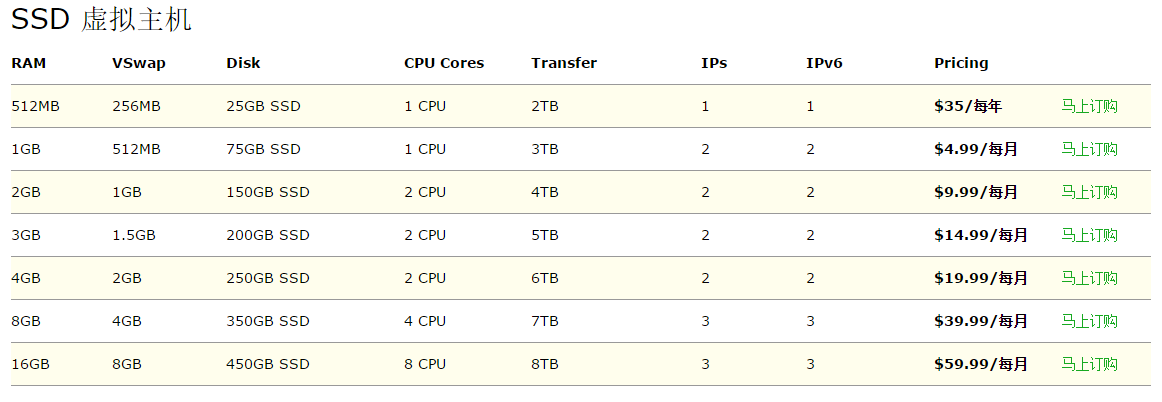 SSD 虚拟主机
RAM VSwap Disk CPU Cores Transfer IPs IPv6 Pricing
512MB 256MB 25GB SSD 1 CPU 2TB 1 1 $35/每年 马上订购
1GB 512MB 75GB SSD 1 CPU 3TB 2 2 $4.99/每月 马上订购
2GB 1GB 150GB SSD 2 CPU 4TB 2 2 $9.99/每月 马上订购
3GB 1.5GB 200GB SSD 2 CPU 5TB 2 2 $14.99/每月 马上订购
4GB 2GB 250GB SSD 2 CPU 6TB 2 2 $19.99/每月 马上订购
8GB 4GB 350GB SSD 4 CPU 7TB 3 3 $39.99/每月 马上订购
16GB 8GB 450GB SSD 8 CPU 8TB 3 3 $59.99/每月 马上订购